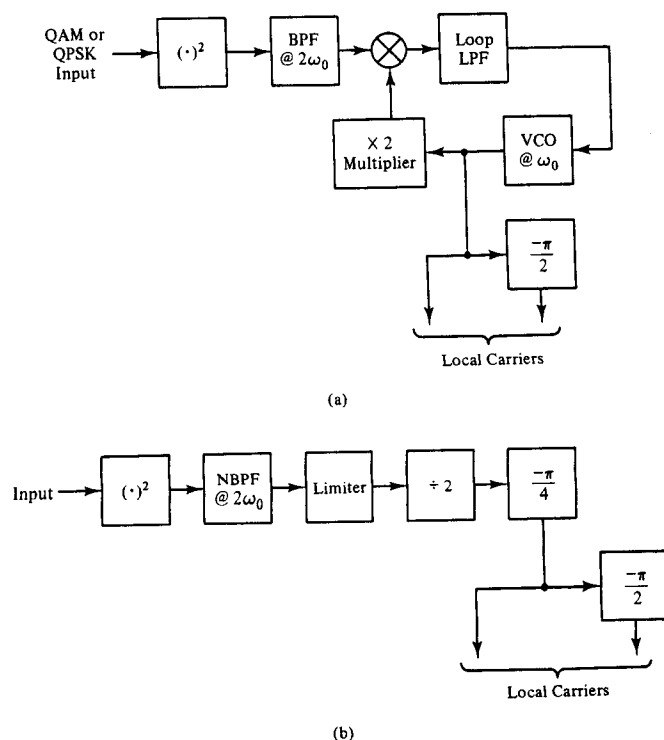 QAM or
QPSK
Input
(·)²
BPF
@ 2ω₀
Loop
LPF
× 2
Multiplier
VCO
@ ω₀
−π
2
Local Carriers
(a)
Input
(·)²
NBPF
@ 2ω₀
Limiter
÷ 2
−π
4
−π
2
Local Carriers
(b)